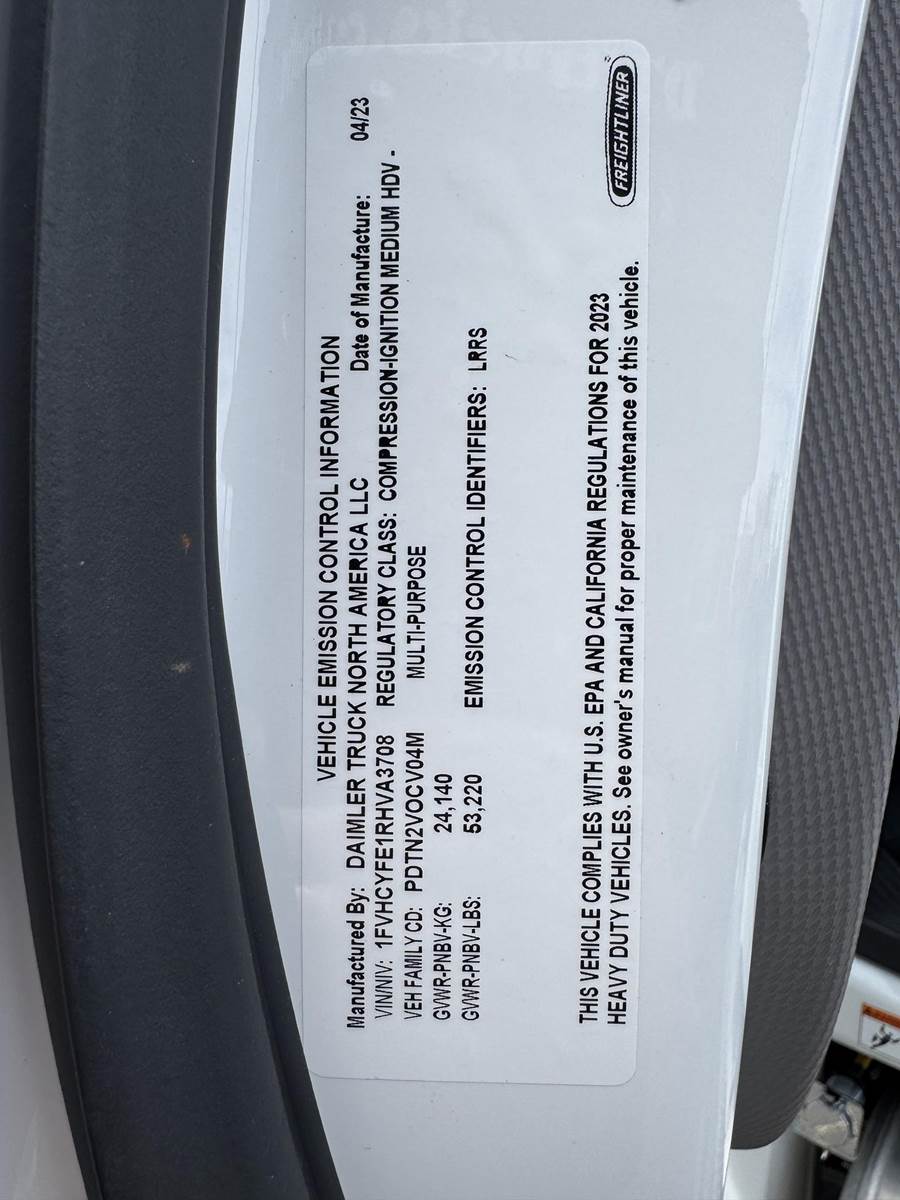 VEHICLE EMISSION CONTROL INFORMATION
Manufactured By: DAIMLER TRUCK NORTH AMERICA LLC Date of Manufacture: 04/23
VIN/NIV: 1FVHCYFE1RHVA3708 REGULATORY CLASS: COMPRESSION-IGNITION MEDIUM HDV -
VEH FAMILY CD: PDTN2VOCV04M MULTI-PURPOSE
GVWR-PNBV-KG: 24,140
GVWR-PNBV-LBS: 53,220 EMISSION CONTROL IDENTIFIERS: LRRS
THIS VEHICLE COMPLIES WITH U.S. EPA AND CALIFORNIA REGULATIONS FOR 2023
HEAVY DUTY VEHICLES. See owner's manual for proper maintenance of this vehicle.
FREIGHTLINER